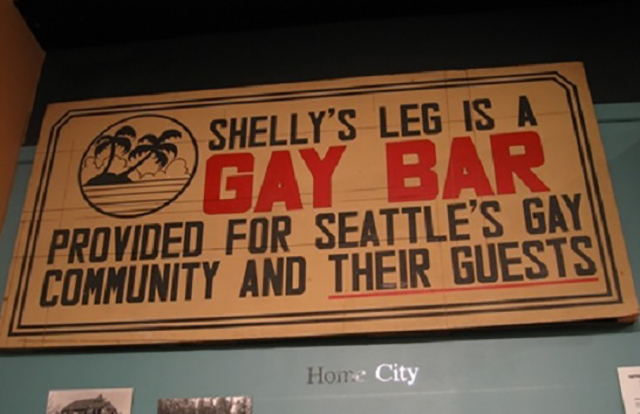 SHELLY'S LEG IS A
GAY BAR
PROVIDED FOR SEATTLE'S GAY
COMMUNITY AND THEIR GUESTS
Home City